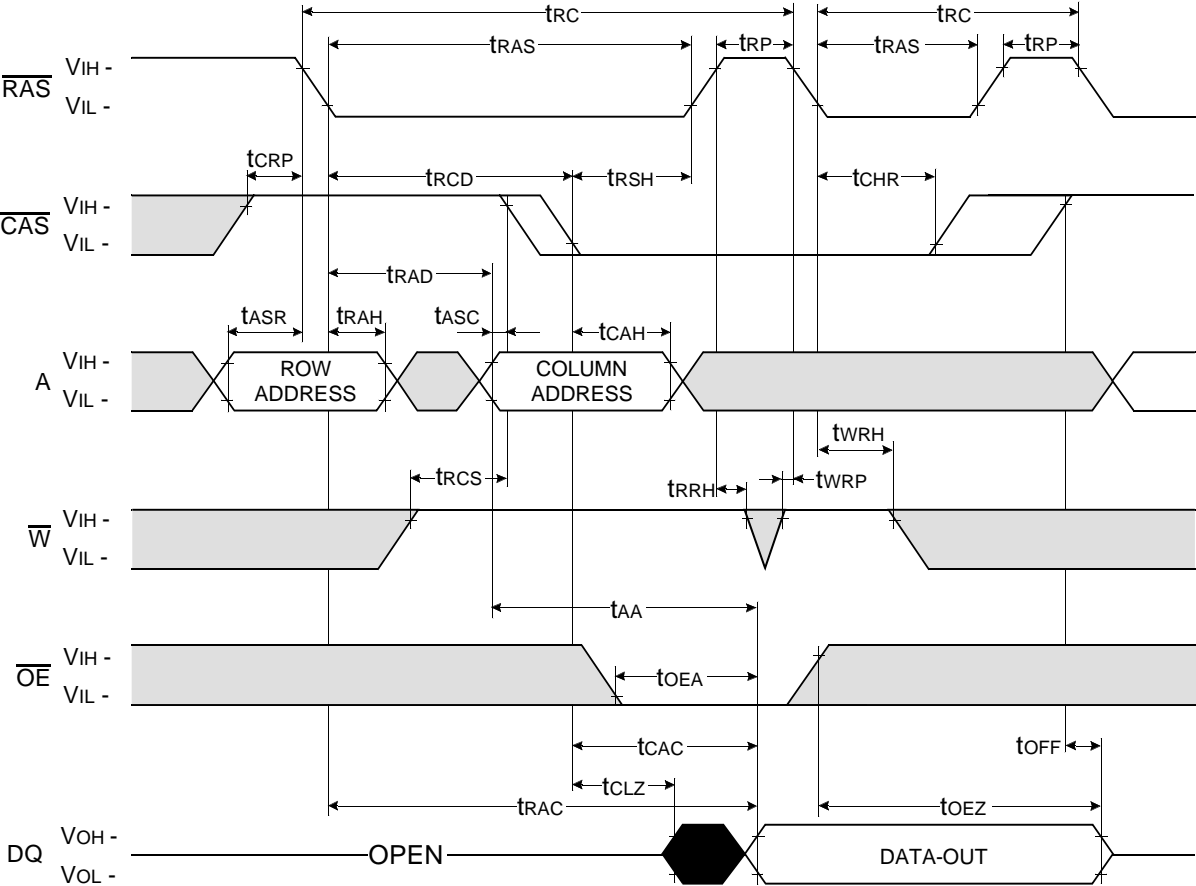 tRC tRC
tRAS tRP tRAS tRP
RAS VIH -
VIL -
tCRP tRCD tRSH tCHR
CAS VIH -
VIL -
tRAD
tASR tRAH tASC tCAH
A VIH -
VIL -
ROW
ADDRESS
COLUMN
ADDRESS
tWRH
tRCS tRRH tWRP
W VIH -
VIL -
tAA
OE VIH -
VIL -
tOEA
tCAC tOFF
tCLZ
tRAC tOEZ
DQ VOH -
VOL -
OPEN DATA-OUT